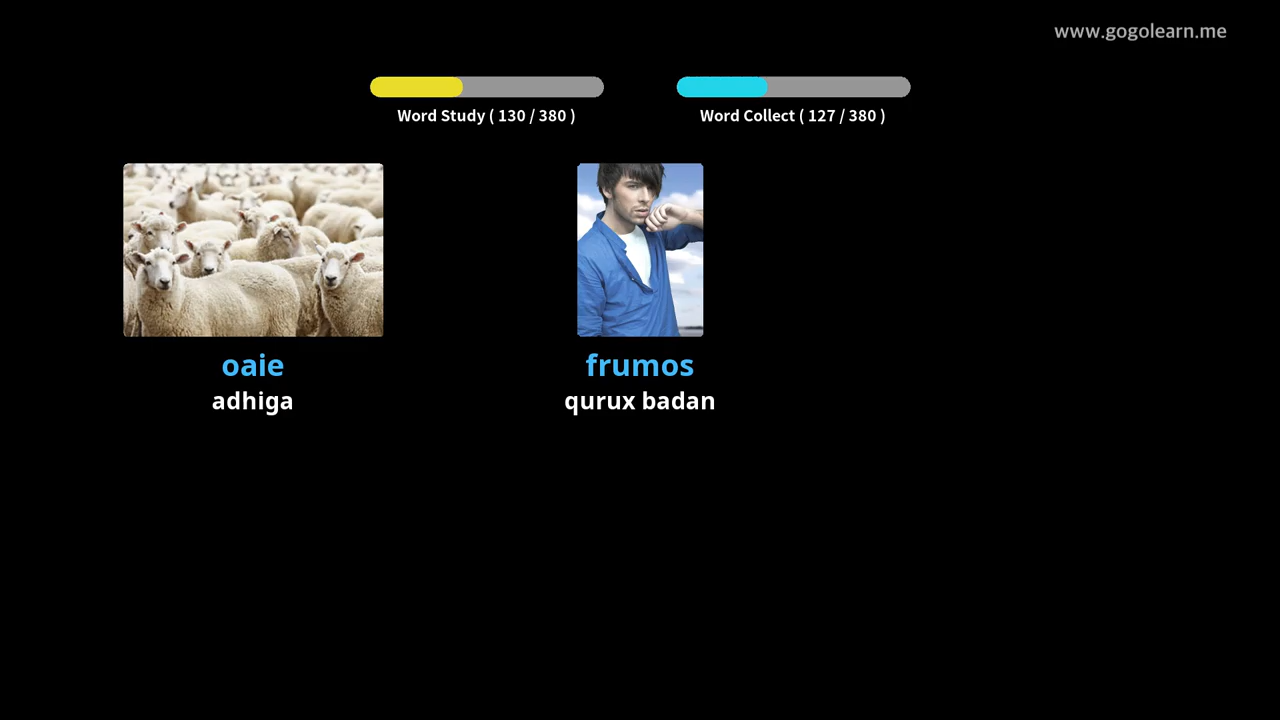 www.gogolearn.me
Word Study ( 130 / 380 )
Word Collect ( 127 / 380 )
oaie
adhiga
frumos
qurux badan